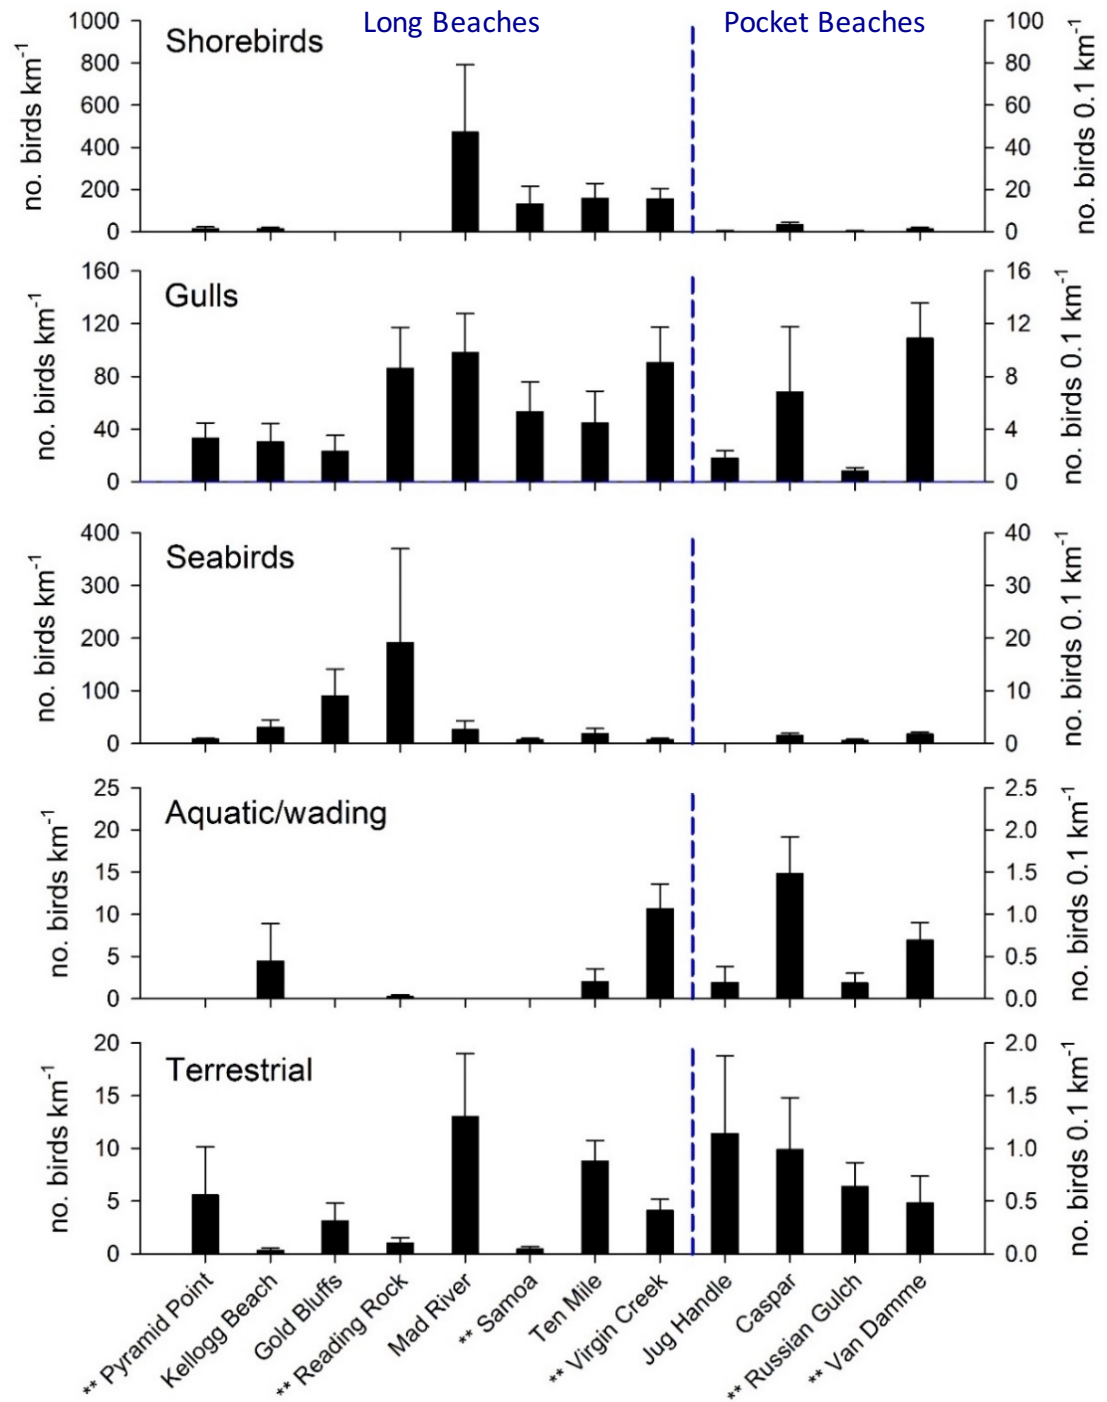 Long Beaches
Pocket Beaches
Shorebirds
no. birds km⁻¹
1000
800
600
400
200
0
100
80
60
40
20
0
no. birds 0.1 km⁻¹
Gulls
no. birds km⁻¹
160
120
80
40
0
16
12
8
4
0
no. birds 0.1 km⁻¹
Seabirds
no. birds km⁻¹
400
300
200
100
0
40
30
20
10
0
no. birds 0.1 km⁻¹
Aquatic/wading
no. birds km⁻¹
25
20
15
10
5
0
2.5
2.0
1.5
1.0
0.5
0.0
no. birds 0.1 km⁻¹
Terrestrial
no. birds km⁻¹
20
15
10
5
0
2.0
1.5
1.0
0.5
0.0
no. birds 0.1 km⁻¹
** Pyramid Point
Kellogg Beach
Gold Bluffs
** Reading Rock
Mad River
** Samoa
Ten Mile
** Virgin Creek
Jug Handle
Caspar
** Russian Gulch
** Van Damme